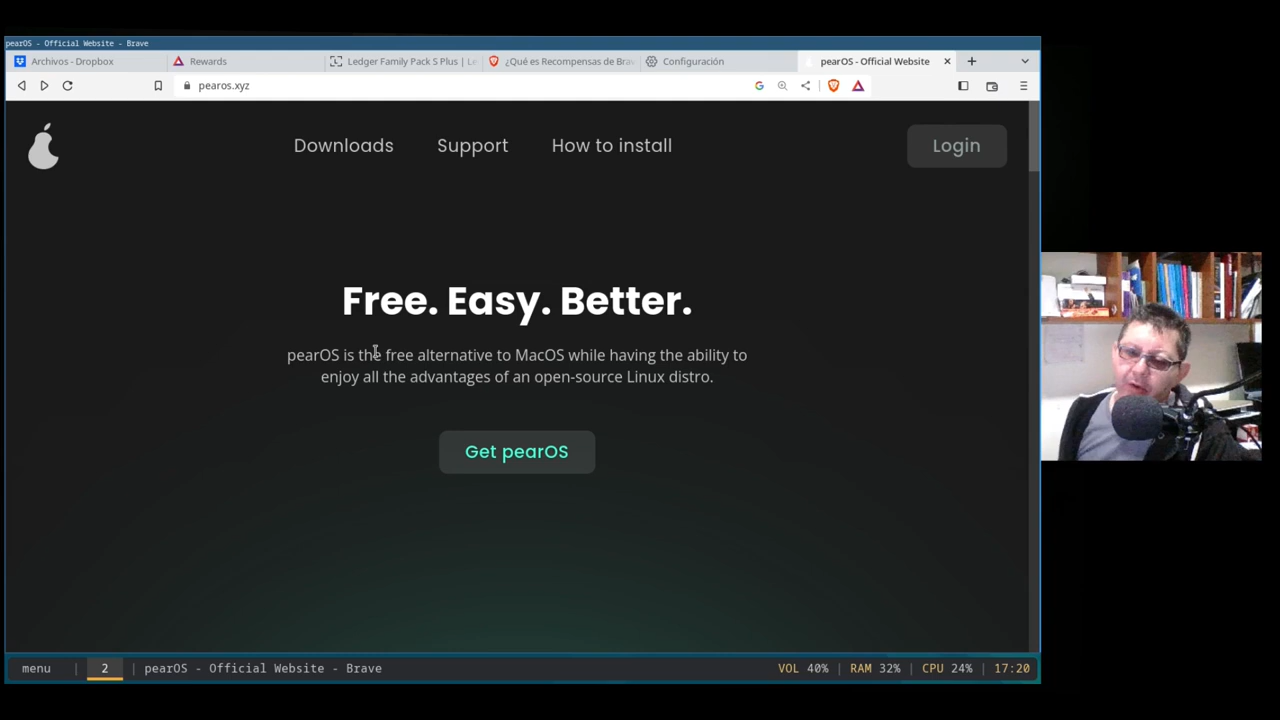 pearOS - Official Website - Brave
Archivos - Dropbox Rewards Ledger Family Pack S Plus | Le ¿Qué es Recompensas de Brav Configuración pearOS - Official Website
pearos.xyz
Downloads Support How to install Login
Free. Easy. Better.
pearOS is the free alternative to MacOS while having the ability to
enjoy all the advantages of an open-source Linux distro.
Get pearOS
menu | 2 | pearOS - Official Website - Brave VOL 40% | RAM 32% | CPU 24% | 17:20